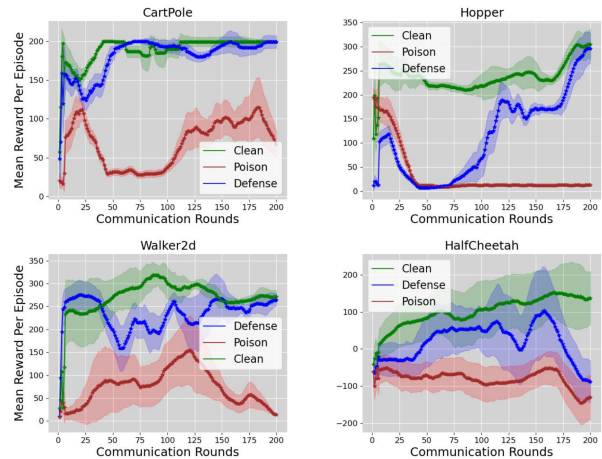 CartPole
Mean Reward Per Episode
200
150
100
50
0
Clean
Poison
Defense
0 25 50 75 100 125 150 175 200
Communication Rounds
Hopper
350
300
250
200
150
100
50
0
Clean
Poison
Defense
0 25 50 75 100 125 150 175 200
Communication Rounds
Walker2d
Mean Reward Per Episode
350
300
250
200
150
100
50
0
Defense
Poison
Clean
0 25 50 75 100 125 150 175 200
Communication Rounds
HalfCheetah
200
100
0
−100
−200
Clean
Defense
Poison
0 25 50 75 100 125 150 175 200
Communication Rounds